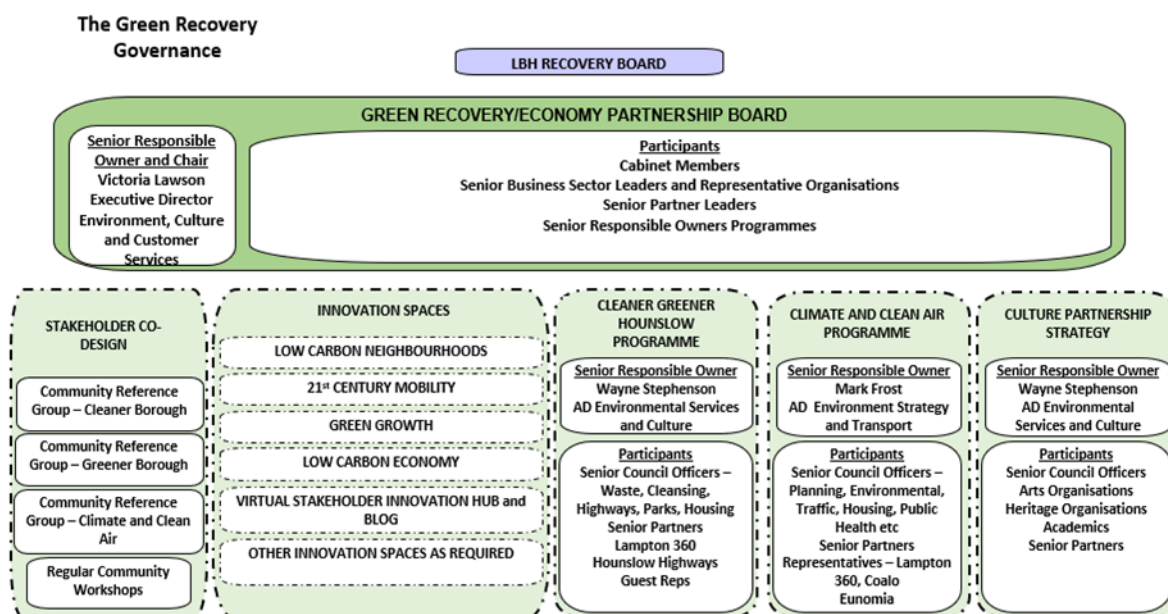 The Green Recovery
Governance
LBH RECOVERY BOARD
GREEN RECOVERY/ECONOMY PARTNERSHIP BOARD
Senior Responsible
Owner and Chair
Victoria Lawson
Executive Director
Environment, Culture
and Customer
Services
Participants
Cabinet Members
Senior Business Sector Leaders and Representative Organisations
Senior Partner Leaders
Senior Responsible Owners Programmes
STAKEHOLDER CO-
DESIGN
Community Reference
Group – Cleaner Borough
Community Reference
Group – Greener Borough
Community Reference
Group – Climate and Clean
Air
Regular Community
Workshops
INNOVATION SPACES
LOW CARBON NEIGHBOURHOODS
21st CENTURY MOBILITY
GREEN GROWTH
LOW CARBON ECONOMY
VIRTUAL STAKEHOLDER INNOVATION HUB and
BLOG
OTHER INNOVATION SPACES AS REQUIRED
CLEANER GREENER
HOUNSLOW
PROGRAMME
Senior Responsible Owner
Wayne Stephenson
AD Environmental Services
and Culture
Participants
Senior Council Officers –
Waste, Cleansing,
Highways, Parks, Housing
Senior Partners
Lampton 360
Hounslow Highways
Guest Reps
CLIMATE AND CLEAN AIR
PROGRAMME
Senior Responsible Owner
Mark Frost
AD Environment Strategy
and Transport
Participants
Senior Council Officers –
Planning, Environmental,
Traffic, Housing, Public
Health etc
Senior Partners
Representatives – Lampton
360, Coalo
Eunomia
CULTURE PARTNERSHIP
STRATEGY
Senior Responsible Owner
Wayne Stephenson
AD Environmental
Services and Culture
Participants
Senior Council Officers
Arts Organisations
Heritage Organisations
Academics
Senior Partners